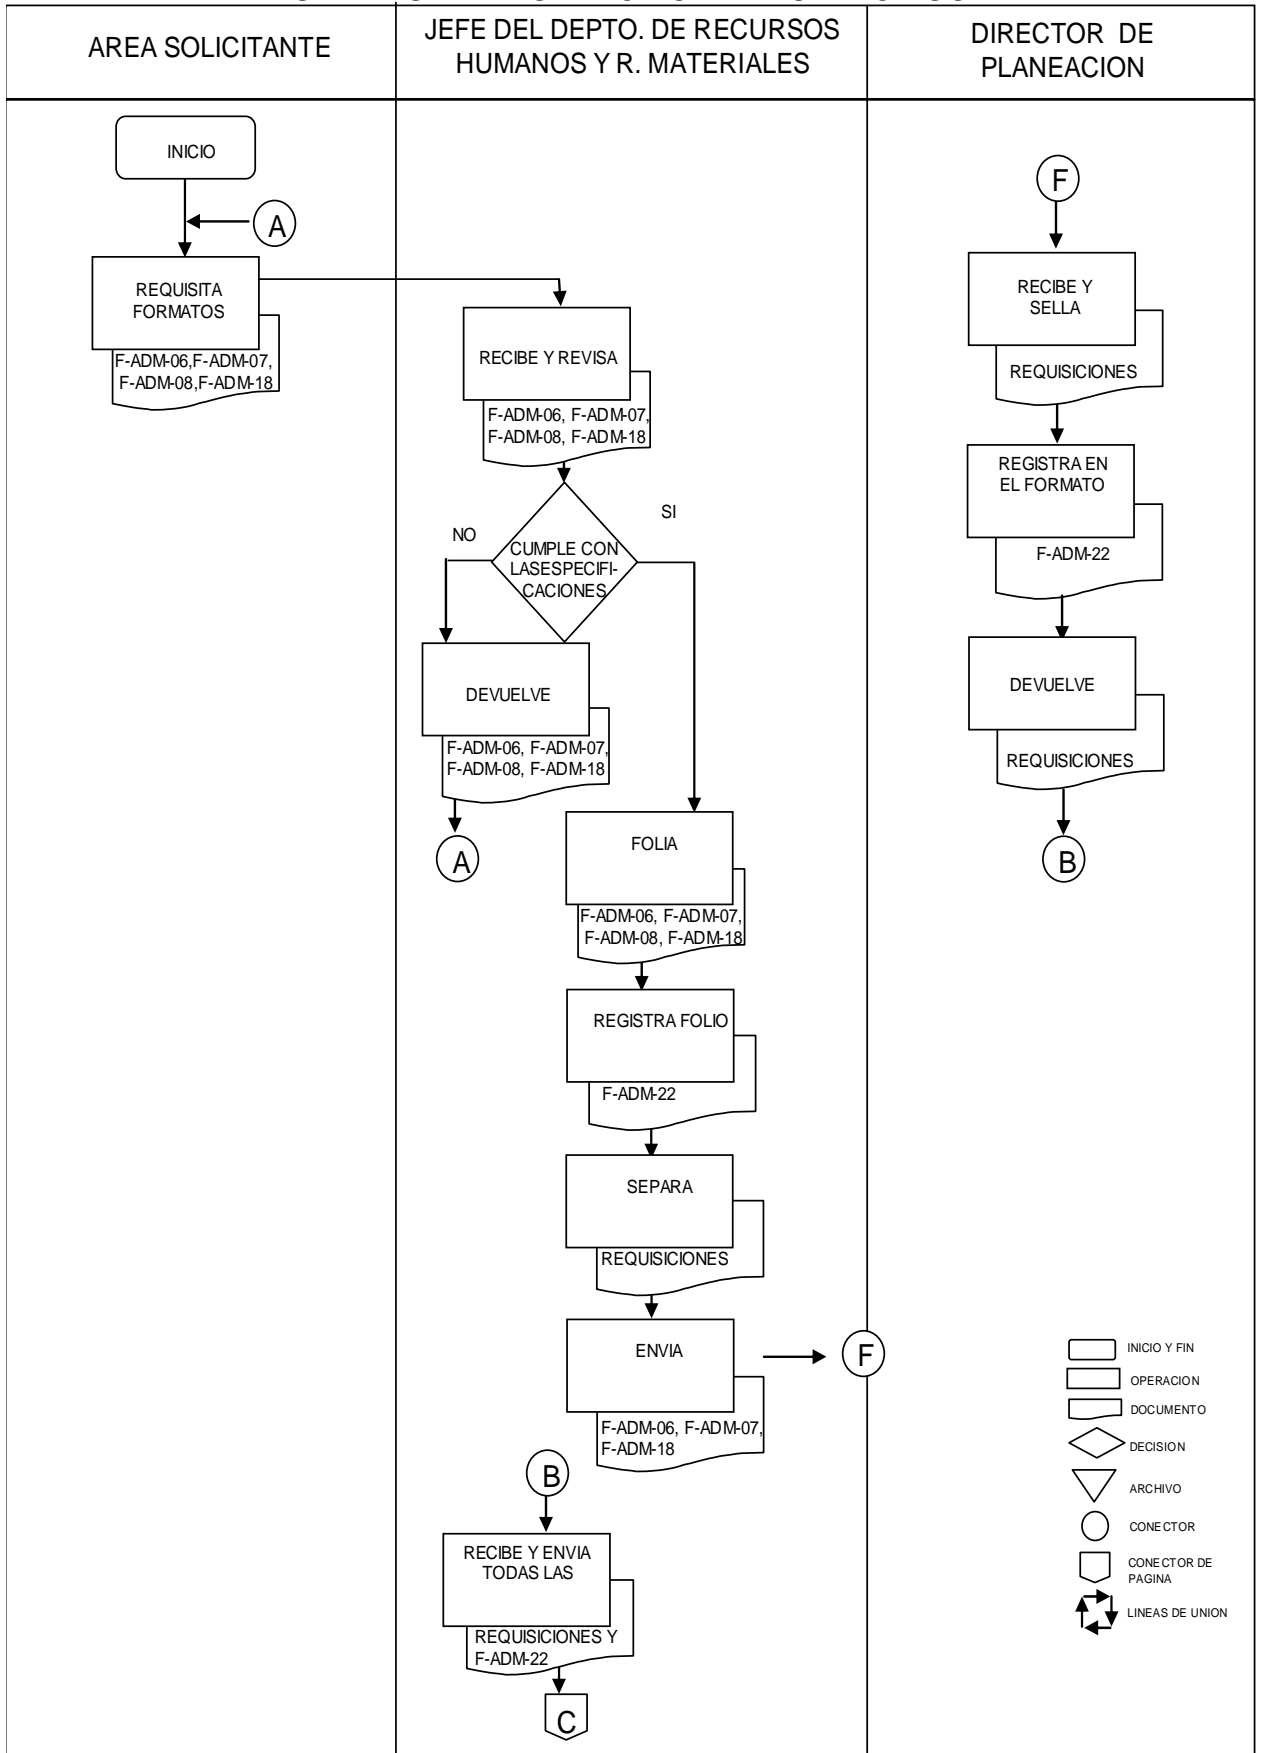 AREA SOLICITANTE
JEFE DEL DEPTO. DE RECURSOS
HUMANOS Y R. MATERIALES
DIRECTOR DE
PLANEACION
INICIO
A
REQUISITA
FORMATOS
F-ADM-06,F-ADM-07,
F-ADM-08,F-ADM-18
RECIBE Y REVISA
F-ADM-06, F-ADM-07,
F-ADM-08, F-ADM-18
NO
SI
CUMPLE CON
LASESPECIFI-
CACIONES
DEVUELVE
F-ADM-06, F-ADM-07,
F-ADM-08, F-ADM-18
A
FOLIA
F-ADM-06, F-ADM-07,
F-ADM-08, F-ADM-18
REGISTRA FOLIO
F-ADM-22
SEPARA
REQUISICIONES
ENVIA
F
F-ADM-06, F-ADM-07,
F-ADM-18
B
RECIBE Y ENVIA
TODAS LAS
REQUISICIONES Y
F-ADM-22
C
F
RECIBE Y
SELLA
REQUISICIONES
REGISTRA EN
EL FORMATO
F-ADM-22
DEVUELVE
REQUISICIONES
B
INICIO Y FIN
OPERACION
DOCUMENTO
DECISION
ARCHIVO
CONECTOR
CONECTOR DE
PAGINA
LINEAS DE UNION